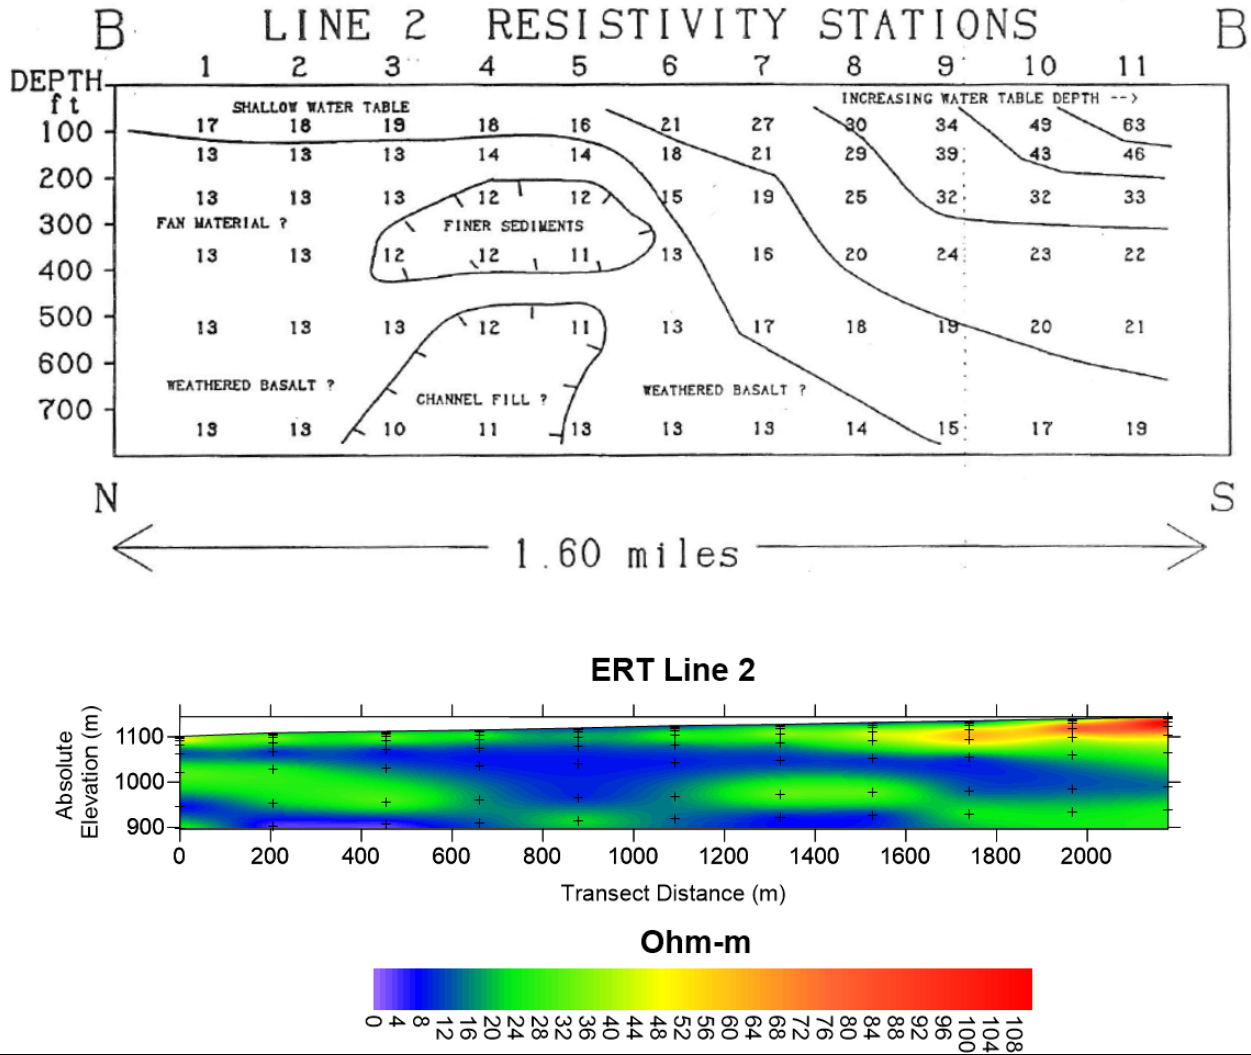 B LINE 2 RESISTIVITY STATIONS B
1 2 3 4 5 6 7 8 9 10 11
DEPTH
ft
SHALLOW WATER TABLE INCREASING WATER TABLE DEPTH -->
100 17 18 19 18 16 21 27 30 34 49 63
13 13 13 14 14 18 21 29 39 43 46
200
13 13 13 12 12 15 19 25 32 32 33
300 FAN MATERIAL ? FINER SEDIMENTS
13 13 12 12 11 13 16 20 24 23 22
400
500
13 13 13 12 11 13 17 18 19 20 21
600
WEATHERED BASALT ? CHANNEL FILL ? WEATHERED BASALT ?
700
13 13 10 11 13 13 13 14 15 17 19
N S
1.60 miles
ERT Line 2
Absolute
Elevation (m)
1100
1000
900
0 200 400 600 800 1000 1200 1400 1600 1800 2000
Transect Distance (m)
Ohm-m
0 4 8 12 16 20 24 28 32 36 40 44 48 52 56 60 64 68 72 76 80 84 88 92 96 100 104 108